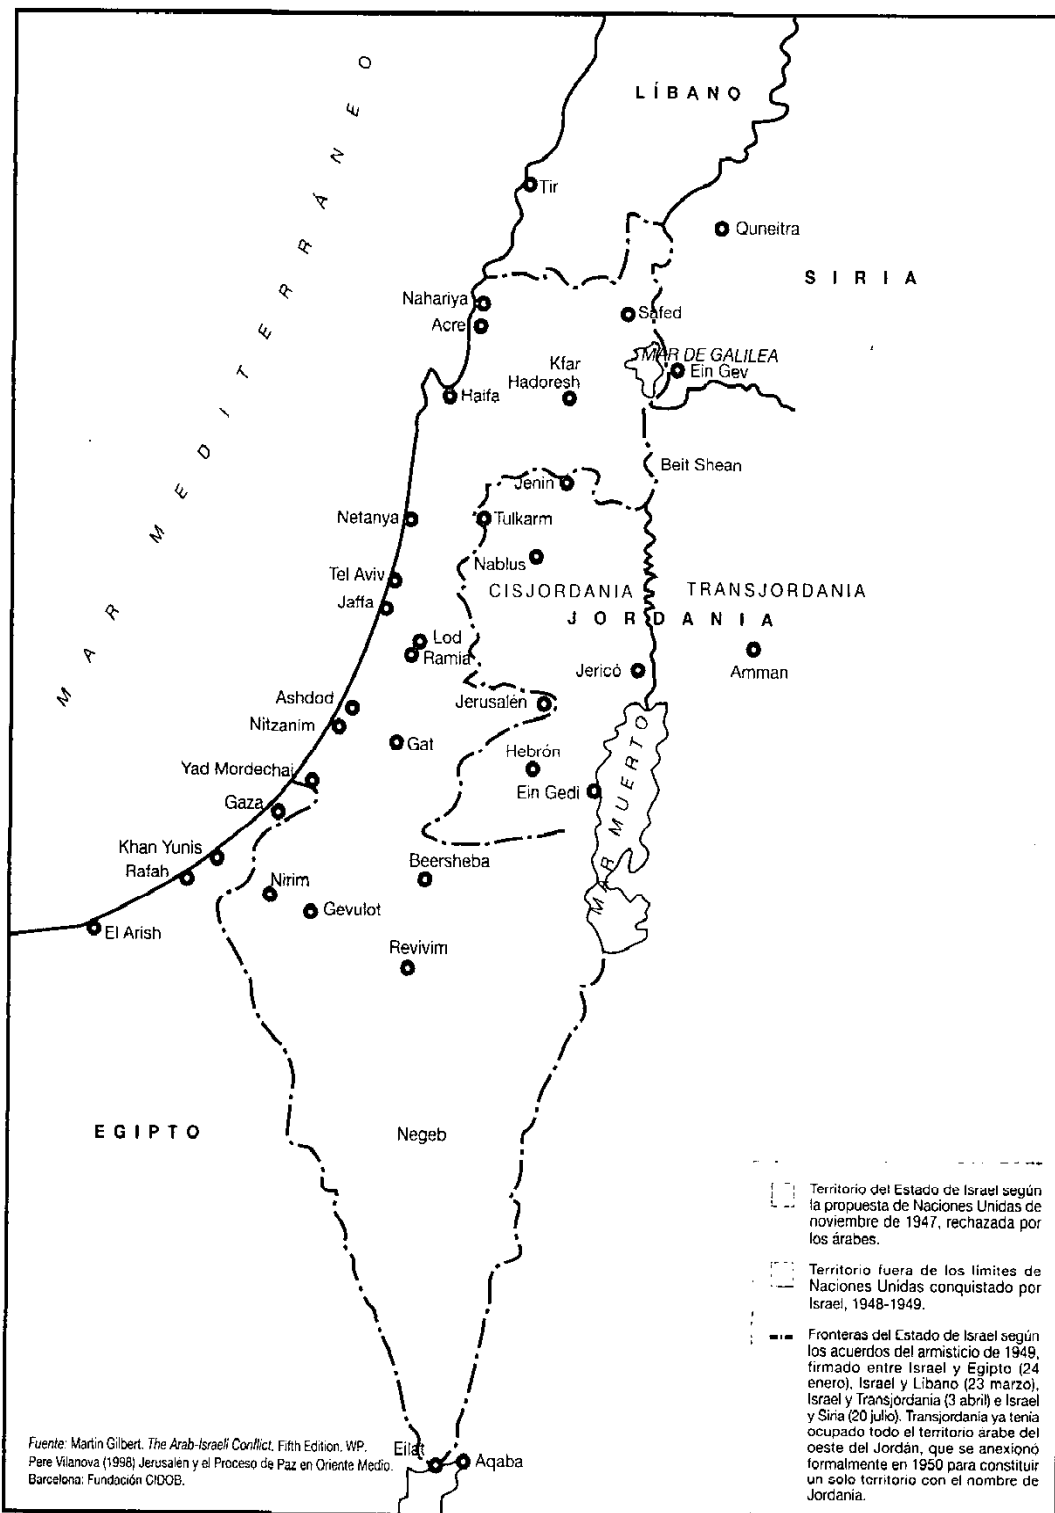 MAR MEDITERRÁNEO
LÍBANO
Tir
Quneitra
SIRIA
Nahariya
Acre
Safed
MAR DE GALILEA
Ein Gev
Kfar
Hadoresh
Haifa
Beit Shean
Jenin
Netanya
Tulkarm
Nablus
Tel Aviv
CISJORDANIA
TRANSJORDANIA
Jaffa
JORDANIA
Lod
Ramia
Jericó
Amman
Ashdod
Jerusalén
Nitzanim
Gat
Hebrón
Yad Mordechai
Ein Gedi
MAR MUERTO
Gaza
Khan Yunis
Rafah
Beersheba
Nirim
Gevulot
El Arish
Revivim
EGIPTO
Negeb
Eilat
Aqaba
Territorio del Estado de Israel según
la propuesta de Naciones Unidas de
noviembre de 1947, rechazada por
los árabes.
Territorio fuera de los límites de
Naciones Unidas conquistado por
Israel, 1948-1949.
Fronteras del Estado de Israel según
los acuerdos del armisticio de 1949,
firmado entre Israel y Egipto (24
enero), Israel y Líbano (23 marzo),
Israel y Transjordania (3 abril) e Israel
y Siria (20 julio). Transjordania ya tenía
ocupado todo el territorio árabe del
oeste del Jordán, que se anexionó
formalmente en 1950 para constituir
un solo territorio con el nombre de
Jordania.
Fuente: Martin Gilbert. The Arab-Israeli Conflict. Fifth Edition. WP.
Pere Vilanova (1998) Jerusalén y el Proceso de Paz en Oriente Medio.
Barcelona: Fundación CIDOB.